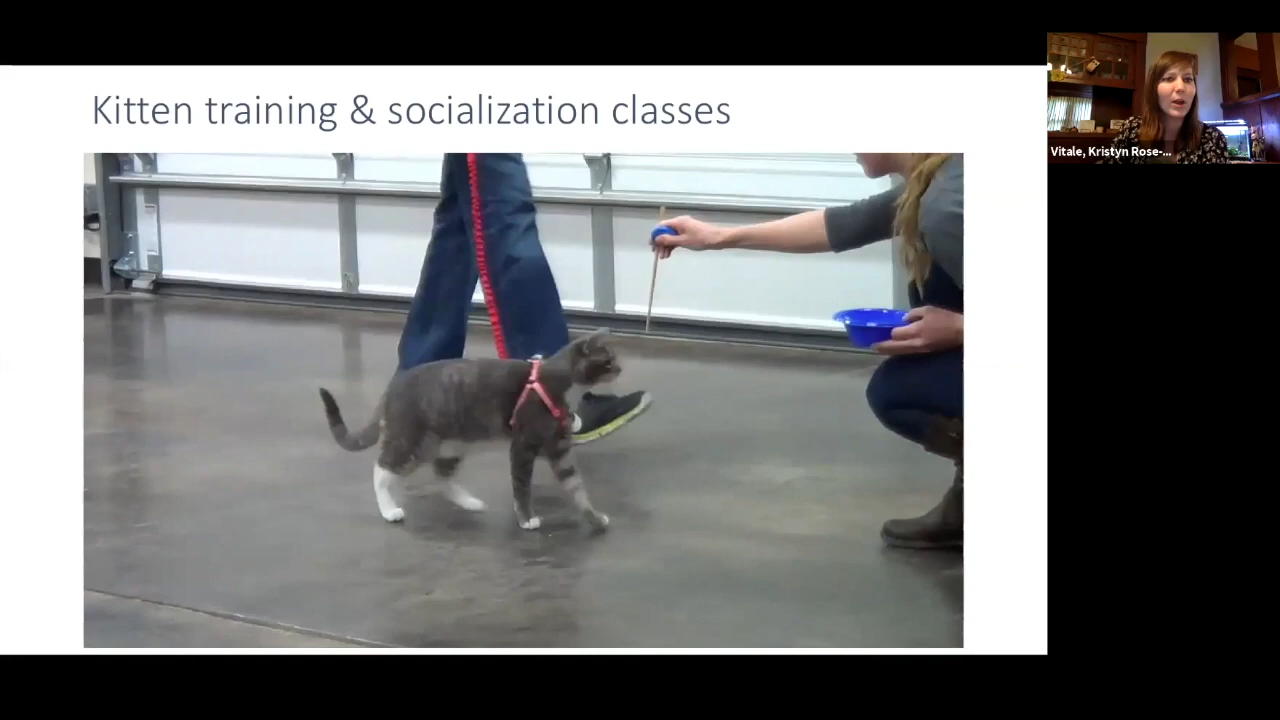 Kitten training & socialization classes
Vitale, Kristyn Rose-...